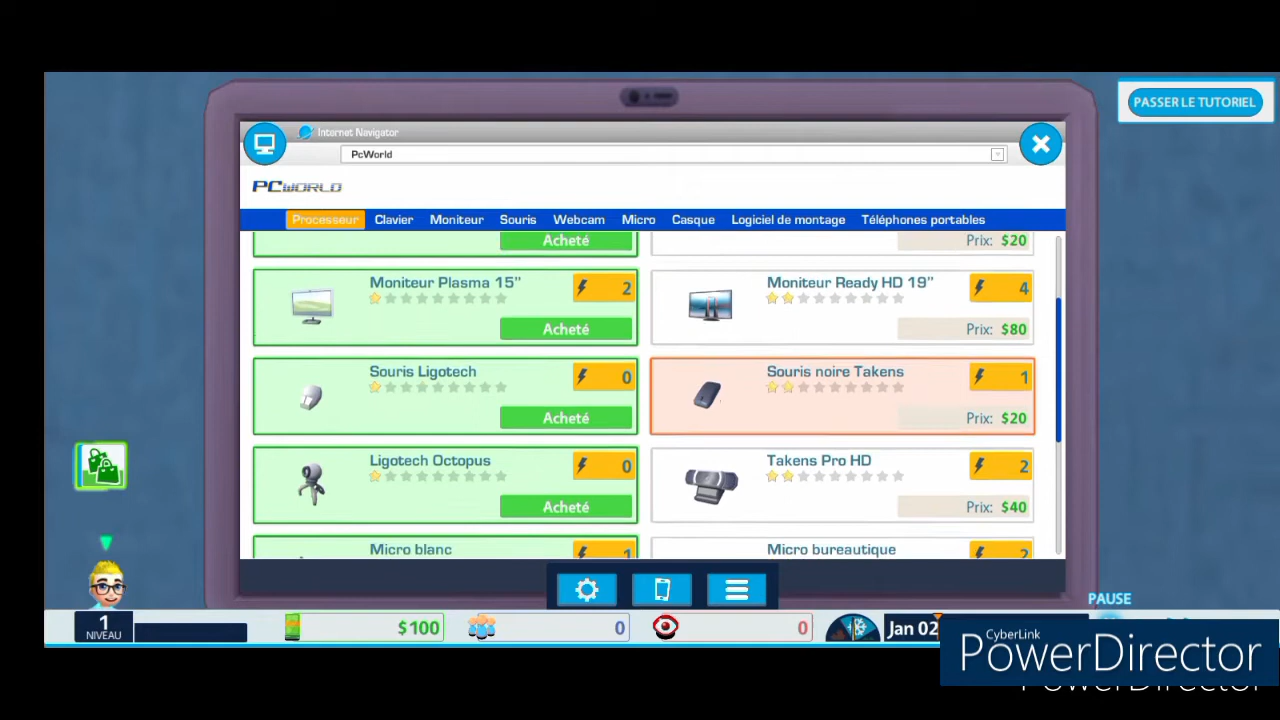 PASSER LE TUTORIEL
Internet Navigator
PcWorld
PCWORLD
Processeur Clavier Moniteur Souris Webcam Micro Casque Logiciel de montage Téléphones portables
Acheté
Prix: $20
Moniteur Plasma 15’’
2
Acheté
Moniteur Ready HD 19’’
4
Prix: $80
Souris Ligotech
0
Acheté
Souris noire Takens
1
Prix: $20
Ligotech Octopus
0
Acheté
Takens Pro HD
2
Prix: $40
Micro blanc
1
Micro bureautique
2
PAUSE
1
NIVEAU
$100
0
0
Jan 02
CyberLink
PowerDirector
PowerDirector